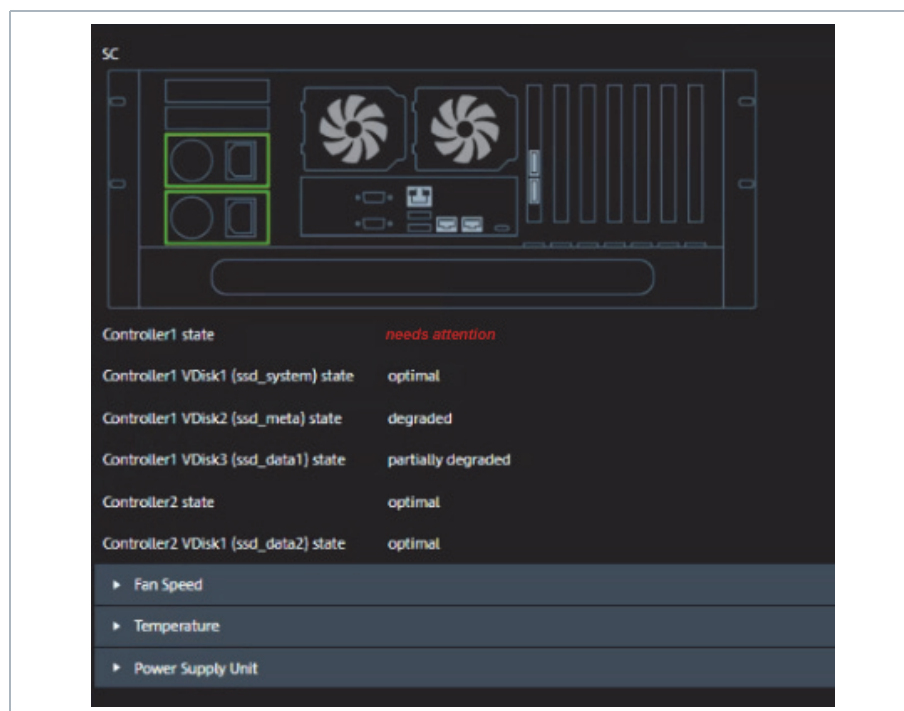 SC
Controller1 state needs attention
Controller1 VDisk1 (ssd_system) state optimal
Controller1 VDisk2 (ssd_meta) state degraded
Controller1 VDisk3 (ssd_data1) state partially degraded
Controller2 state optimal
Controller2 VDisk1 (ssd_data2) state optimal
Fan Speed
Temperature
Power Supply Unit